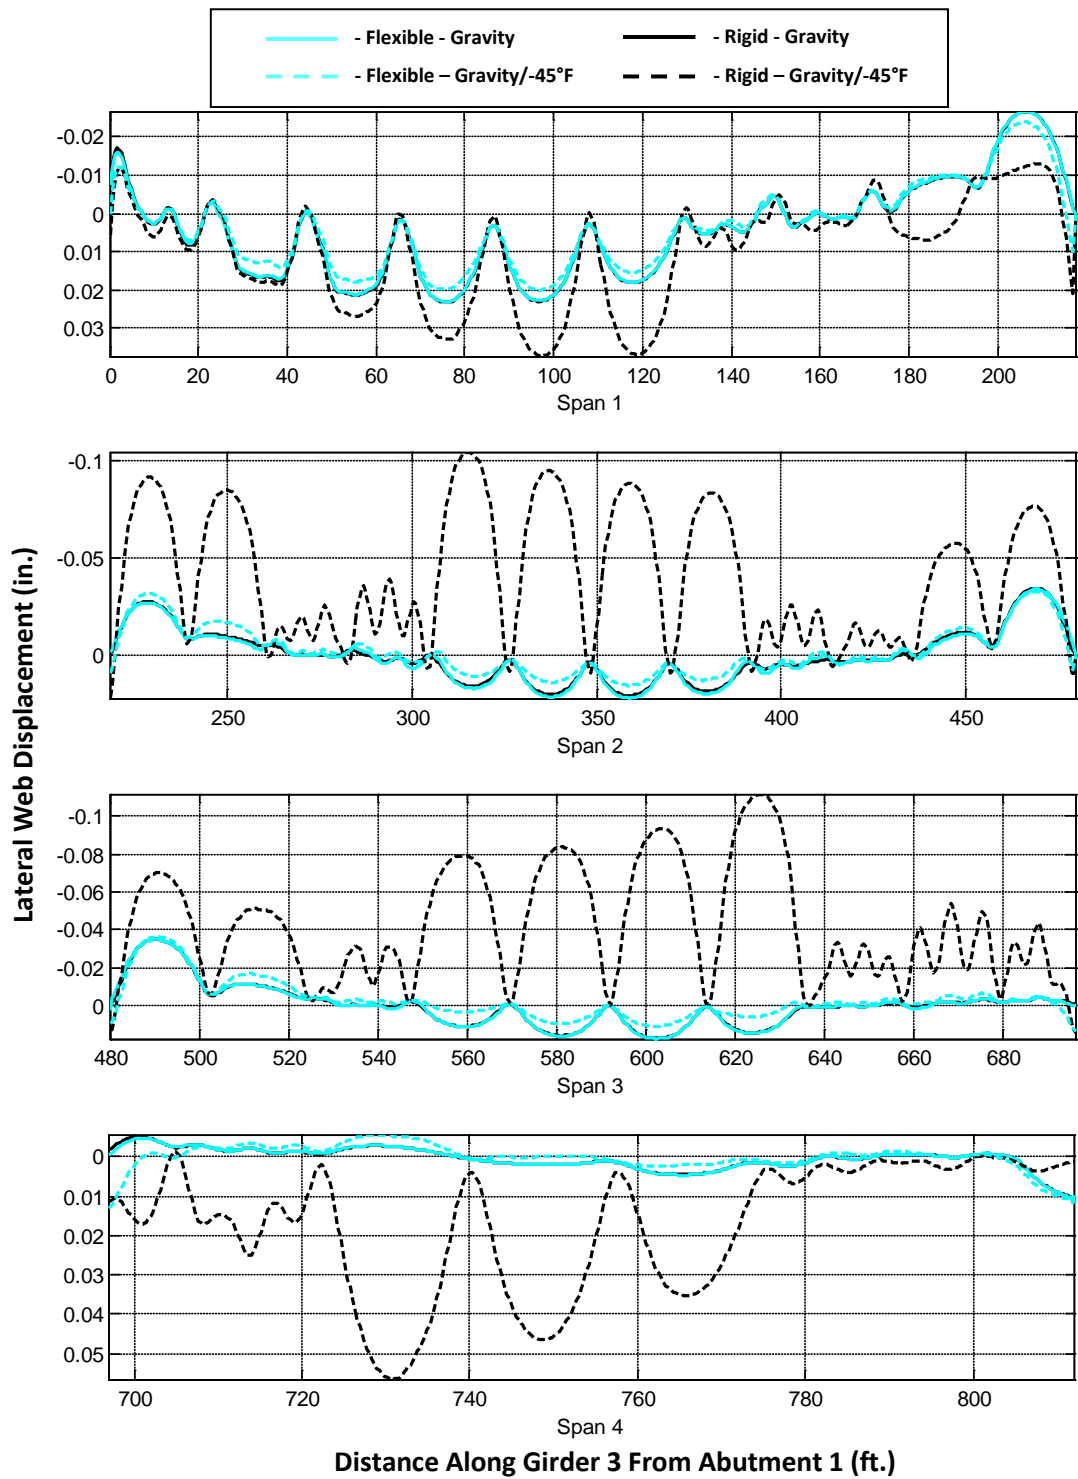 - Flexible - Gravity
- Rigid - Gravity
- Flexible – Gravity/-45°F
- Rigid – Gravity/-45°F
-0.02
-0.01
0
0.01
0.02
0.03
0 20 40 60 80 100 120 140 160 180 200
Span 1
-0.1
-0.05
0
250 300 350 400 450
Span 2
Lateral Web Displacement (in.)
-0.1
-0.08
-0.06
-0.04
-0.02
0
480 500 520 540 560 580 600 620 640 660 680
Span 3
0
0.01
0.02
0.03
0.04
0.05
700 720 740 760 780 800
Span 4
Distance Along Girder 3 From Abutment 1 (ft.)